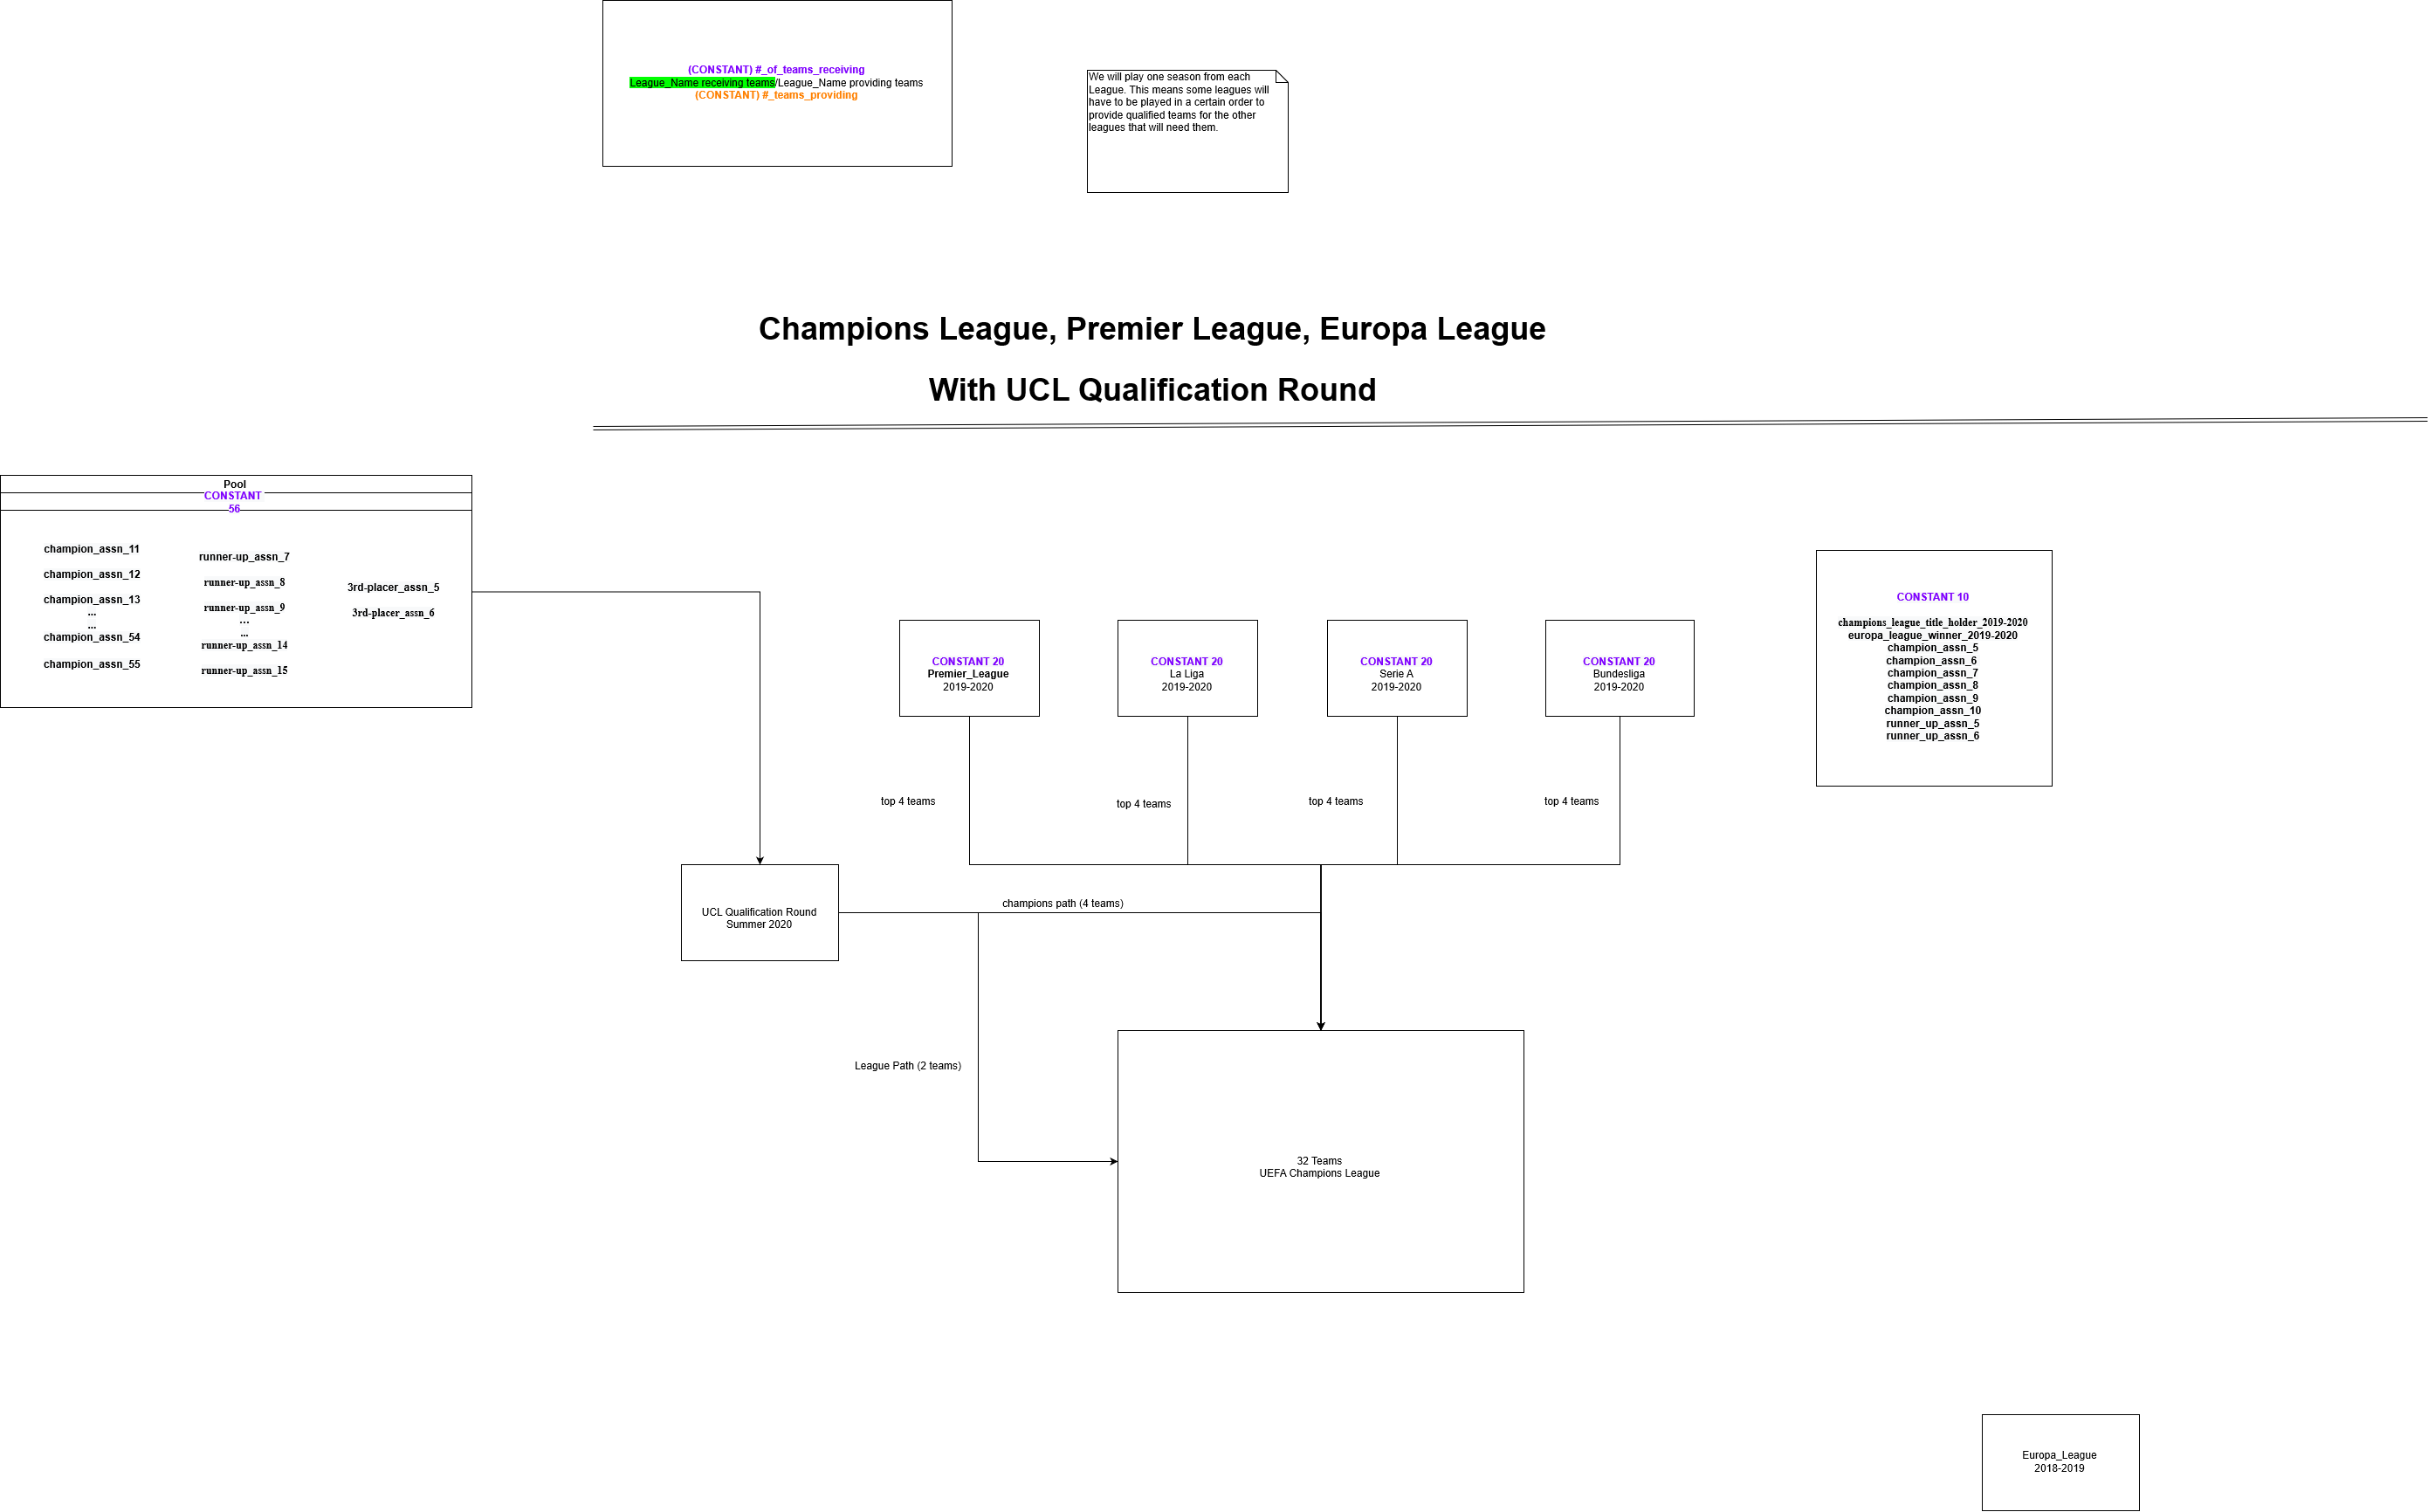 (CONSTANT) #_of_teams_receiving
League_Name receiving teams/League_Name providing teams
(CONSTANT) #_teams_providing
We will play one season from each
League. This means some leagues will
have to be played in a certain order to
provide qualified teams for the other
leagues that will need them.
Champions League, Premier League, Europa League
With UCL Qualification Round
Pool
CONSTANT
56
champion_assn_11
champion_assn_12
champion_assn_13
...
...
champion_assn_54
champion_assn_55
runner-up_assn_7
runner-up_assn_8
runner-up_assn_9
...
...
runner-up_assn_14
runner-up_assn_15
3rd-placer_assn_5
3rd-placer_assn_6
CONSTANT 20
Premier_League
2019-2020
CONSTANT 20
La Liga
2019-2020
CONSTANT 20
Serie A
2019-2020
CONSTANT 20
Bundesliga
2019-2020
CONSTANT 10
champions_league_title_holder_2019-2020
europa_league_winner_2019-2020
champion_assn_5
champion_assn_6
champion_assn_7
champion_assn_8
champion_assn_9
champion_assn_10
runner_up_assn_5
runner_up_assn_6
top 4 teams
top 4 teams
top 4 teams
top 4 teams
UCL Qualification Round
Summer 2020
champions path (4 teams)
League Path (2 teams)
32 Teams
UEFA Champions League
Europa_League
2018-2019